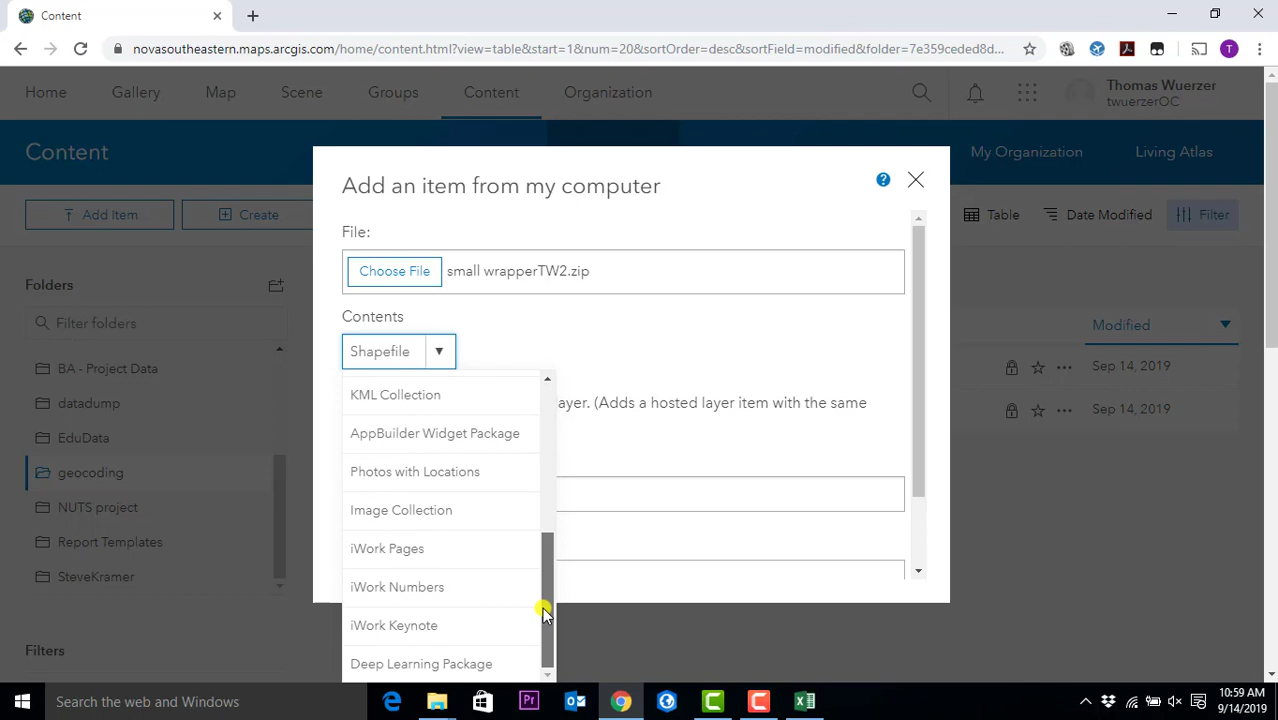 Content
novasoutheastern.maps.arcgis.com/home/content.html?view=table&start=1&num=20&sortOrder=desc&sortField=modified&folder=7e359ceded8d...
T
Home Gallery Map Scene Groups Content Organization
Thomas Wuerzer
twuerzerOC
Content
My Organization Living Atlas
Add Item
Create
Table
Date Modified
Filter
Add an item from my computer
?
File:
Choose File small wrapperTW2.zip
Contents
Shapefile
KML Collection
AppBuilder Widget Package
Photos with Locations
Image Collection
iWork Pages
iWork Numbers
iWork Keynote
Deep Learning Package
ayer. (Adds a hosted layer item with the same
Folders
Filter folders
BA - Project Data
datadump
EduData
geocoding
NUTS project
Report Templates
SteveKramer
Filters
Modified
Sep 14, 2019
Sep 14, 2019
Search the web and Windows
10:59 AM
9/14/2019